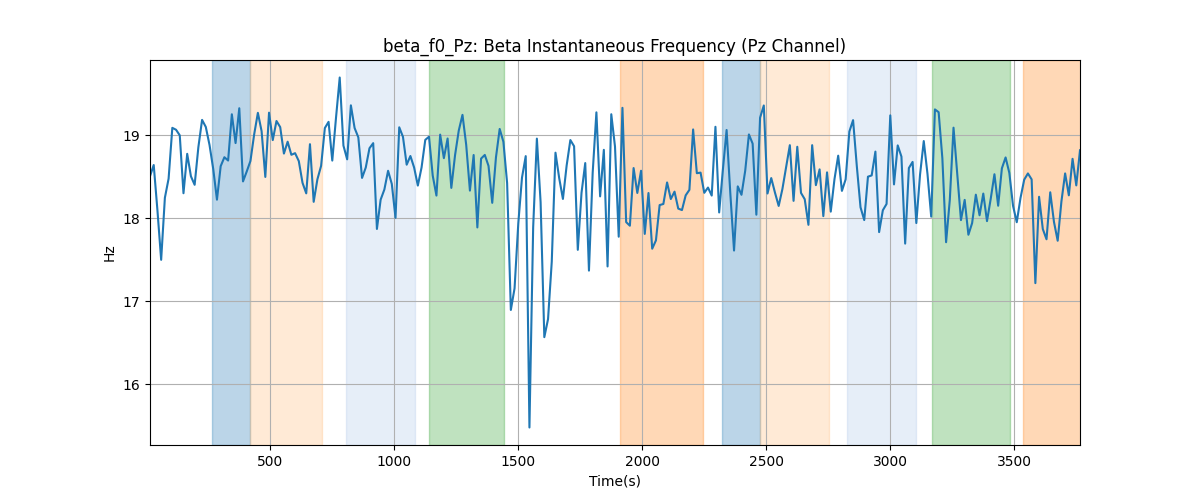 beta_f0_Pz: Beta Instantaneous Frequency (Pz Channel)
Hz
19
18
17
16
500 1000 1500 2000 2500 3000 3500
Time(s)